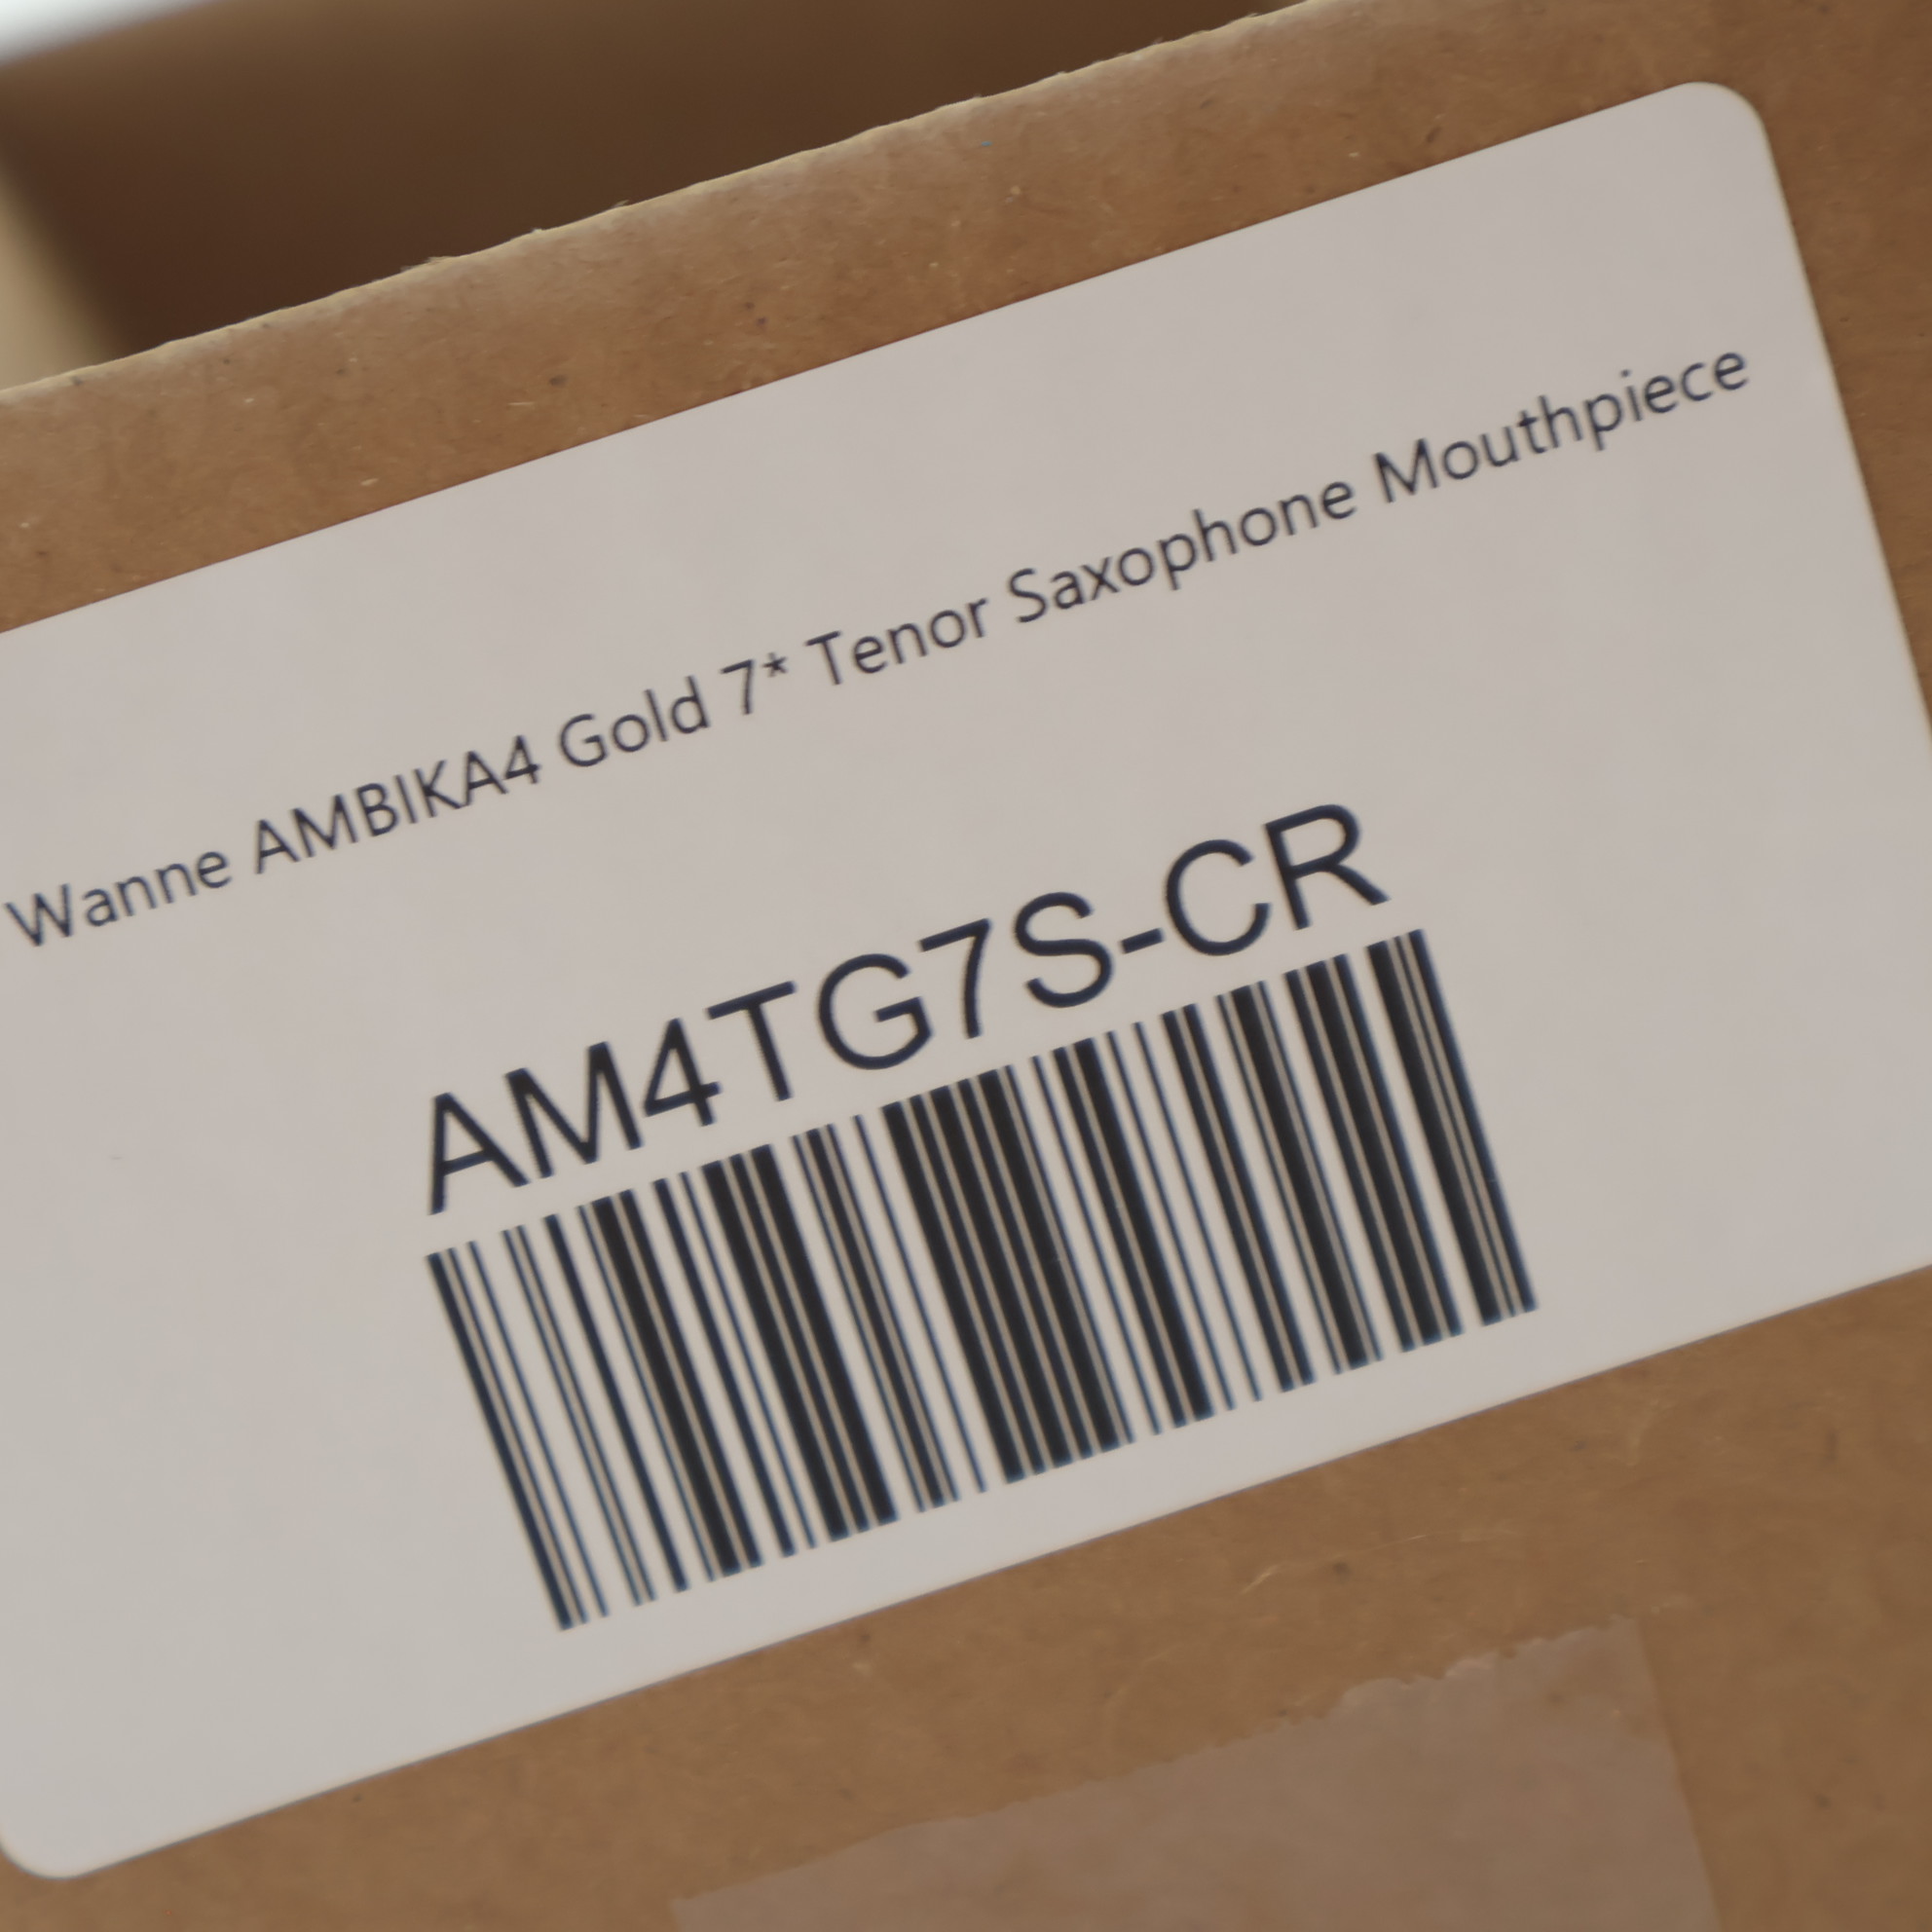 Wanne AMBIKA4 Gold 7* Tenor Saxophone Mouthpiece
AM4TG7S-CR